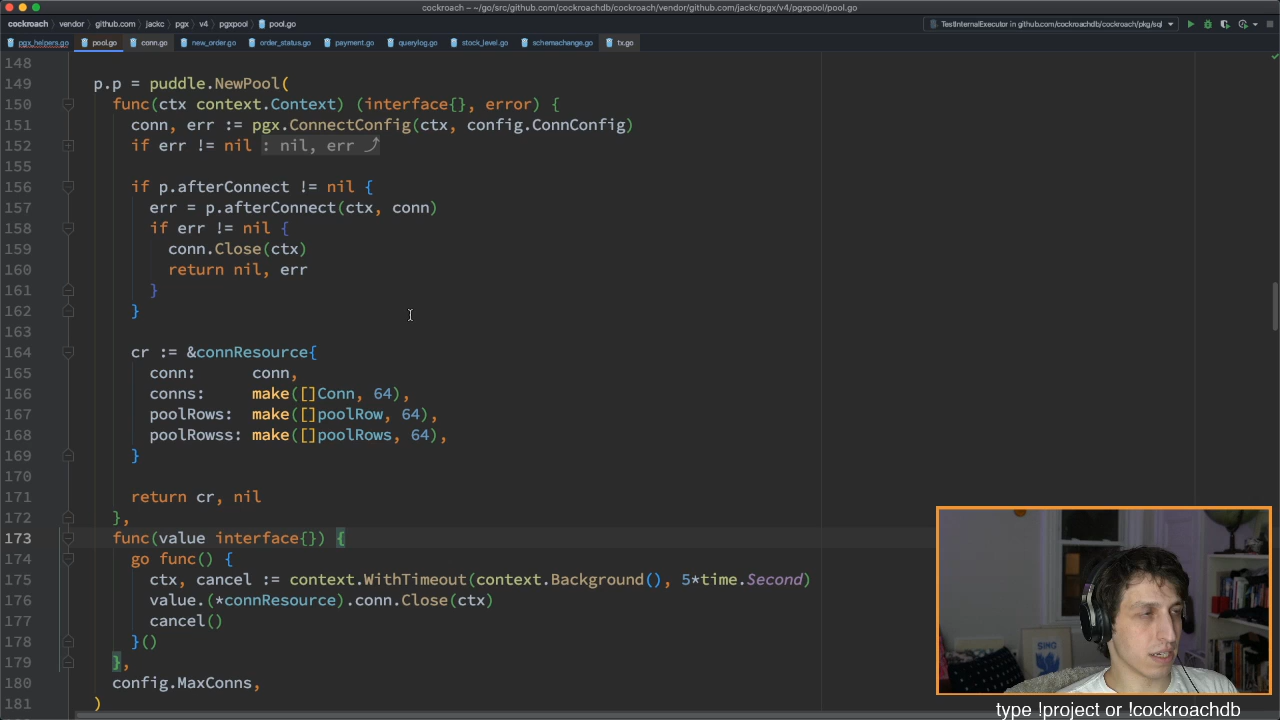 cockroach – ~/go/src/github.com/cockroachdb/cockroach/vendor/github.com/jackc/pgx/v4/pgxpool/pool.go
cockroach vendor github.com jackc pgx v4 pgxpool pool.go TestInternalExecutor in github.com/cockroachdb/cockroach/pkg/sql
pgx_helpers.go pool.go conn.go new_order.go order_status.go payment.go querylog.go stock_level.go schemachange.go tx.go
148
149 p.p = puddle.NewPool(
150 func(ctx context.Context) (interface{}, error) {
151 conn, err := pgx.ConnectConfig(ctx, config.ConnConfig)
152 if err != nil : nil, err
155
156 if p.afterConnect != nil {
157 err = p.afterConnect(ctx, conn)
158 if err != nil {
159 conn.Close(ctx)
160 return nil, err
161 }
162 }
163
164 cr := &connResource{
165 conn: conn,
166 conns: make([]Conn, 64),
167 poolRows: make([]poolRow, 64),
168 poolRowss: make([]poolRows, 64),
169 }
170
171 return cr, nil
172 },
173 func(value interface{}) {
174 go func() {
175 ctx, cancel := context.WithTimeout(context.Background(), 5*time.Second)
176 value.(*connResource).conn.Close(ctx)
177 cancel()
178 }()
179 },
180 config.MaxConns,
181 )
SING
type !project or !cockroachdb